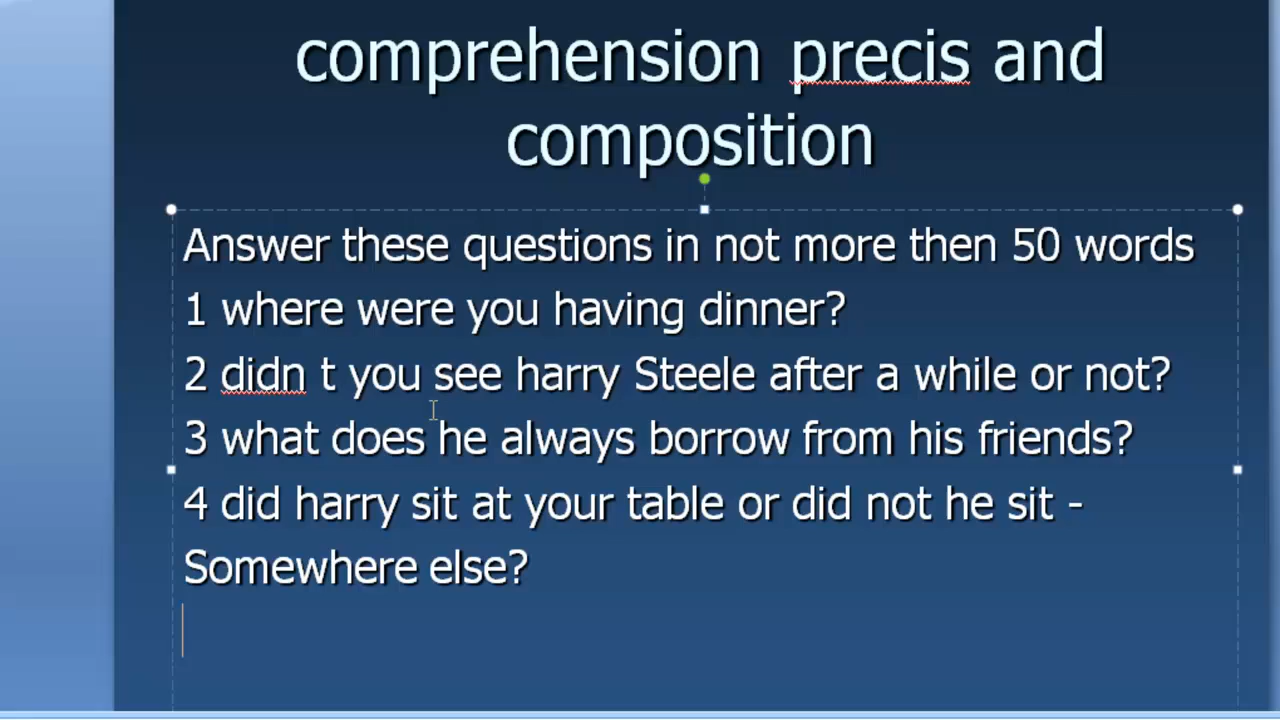 comprehension precis and
composition
Answer these questions in not more then 50 words
1 where were you having dinner?
2 didn t you see harry Steele after a while or not?
3 what does he always borrow from his friends?
4 did harry sit at your table or did not he sit -
Somewhere else?